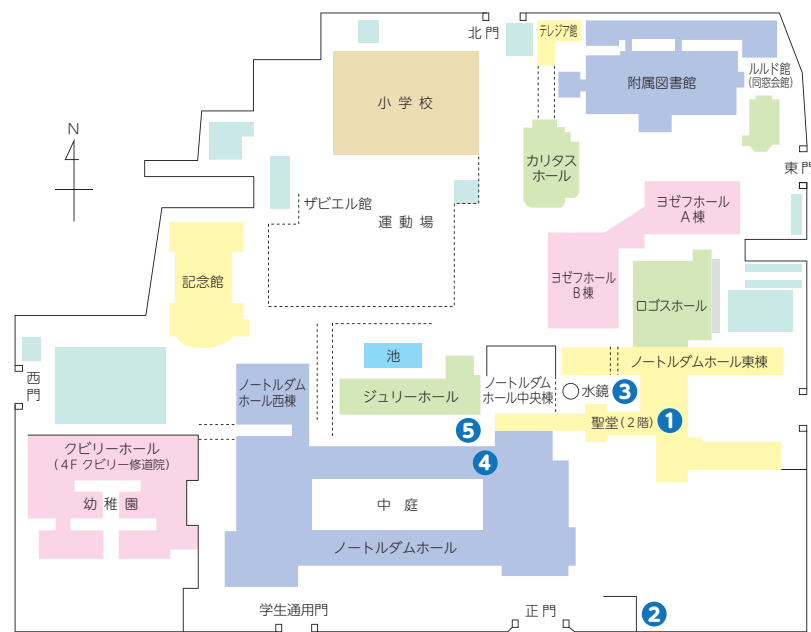 北門
テレジア館
ルルド館
(同窓会館)
附属図書館
小学校
N
カリタス
ホール
東門
ザビエル館
運動場
ヨゼフホール
A棟
記念館
ヨゼフホール
B棟
ロゴスホール
池
ノートルダムホール東棟
西門
ノートルダム
ホール西棟
ジュリーホール
ノートルダム
ホール中央棟
水鏡
3
聖堂(2階)
1
5
4
クビリーホール
(4F クビリー修道院)
幼稚園
中庭
ノートルダムホール
学生通用門
正門
2